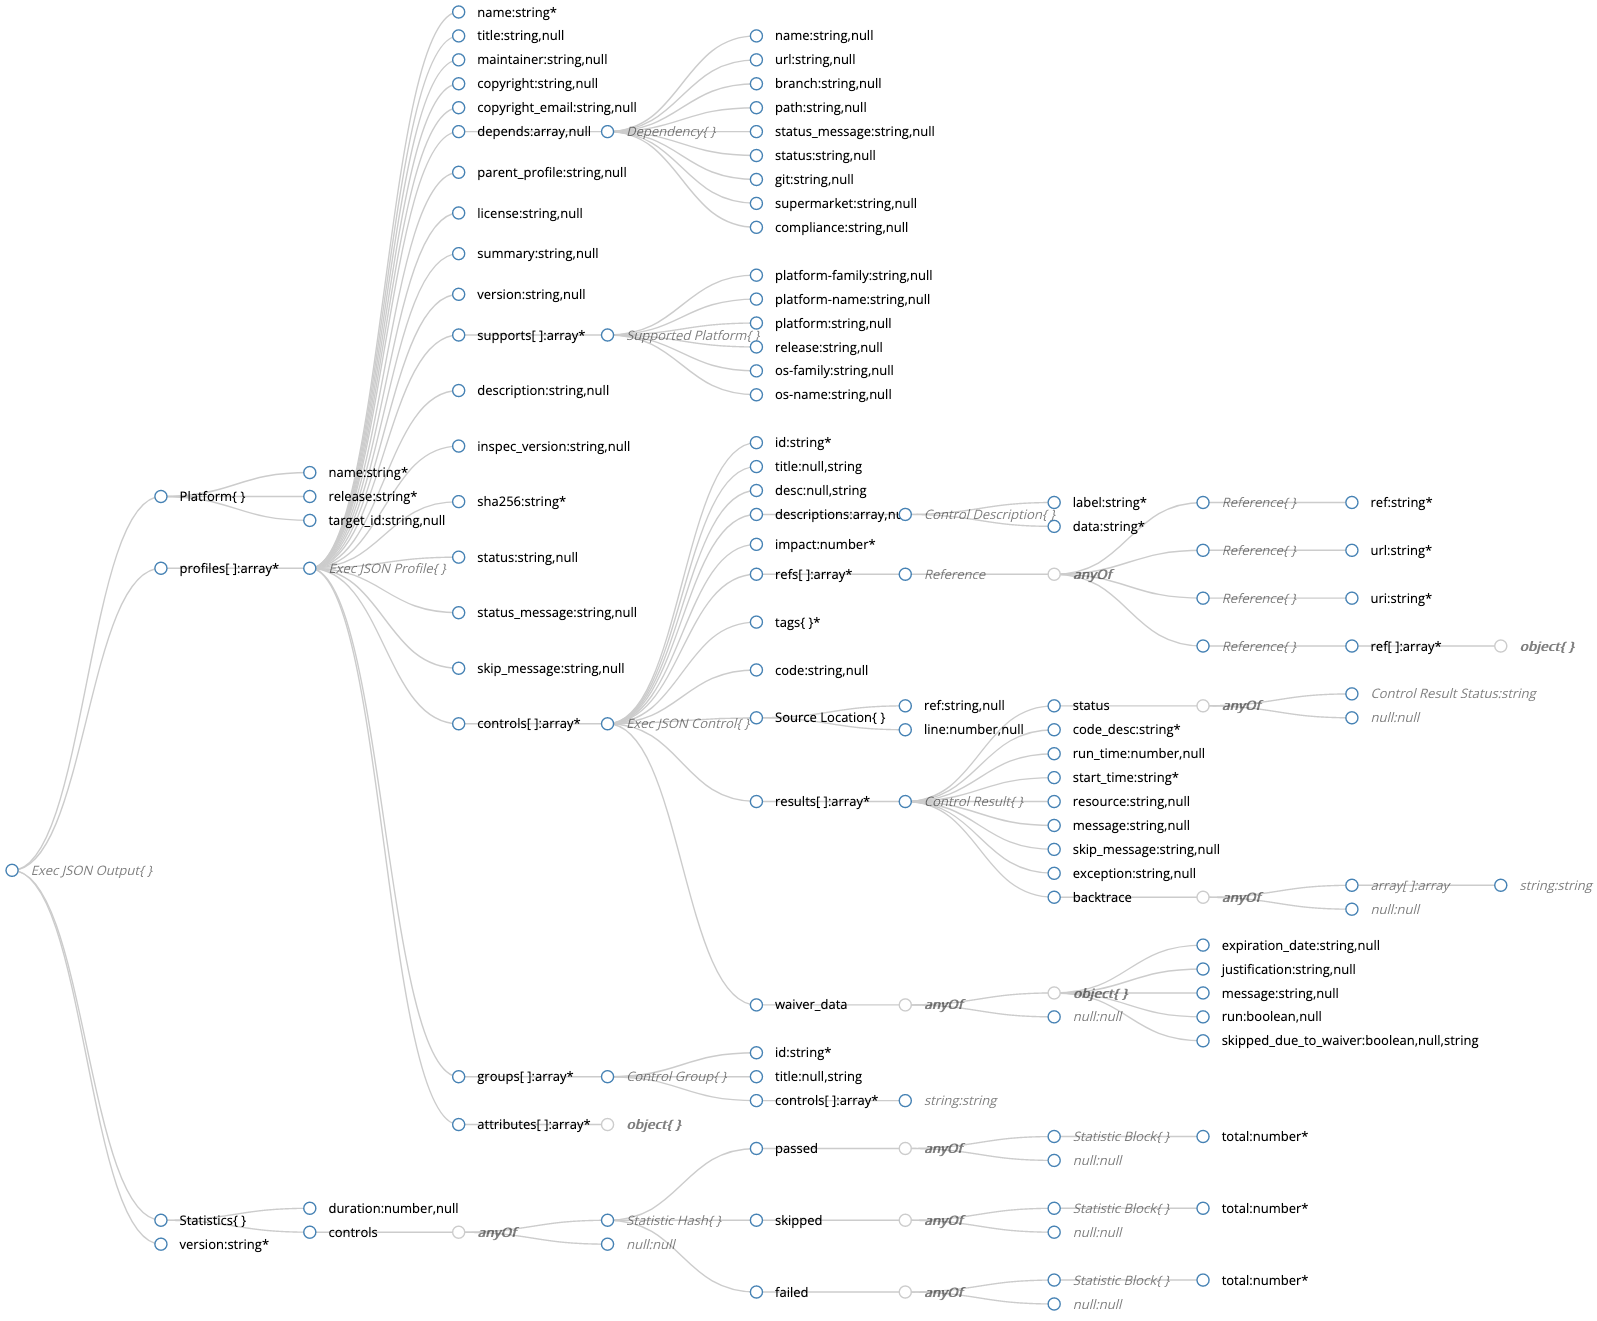 name:string*
title:string,null
maintainer:string,null
copyright:string,null
copyright_email:string,null
depends:array,null
Dependency{ }
name:string,null
url:string,null
branch:string,null
path:string,null
status_message:string,null
status:string,null
git:string,null
supermarket:string,null
compliance:string,null
parent_profile:string,null
license:string,null
summary:string,null
version:string,null
supports[ ]:array*
Supported Platform{ }
platform-family:string,null
platform-name:string,null
platform:string,null
release:string,null
os-family:string,null
os-name:string,null
description:string,null
inspec_version:string,null
sha256:string*
status:string,null
status_message:string,null
skip_message:string,null
controls[ ]:array*
Exec JSON Control{ }
id:string*
title:null,string
desc:null,string
descriptions:array,nu
Control Description{ }
label:string*
data:string*
impact:number*
refs[ ]:array*
Reference
anyOf
Reference{ }
ref:string*
Reference{ }
url:string*
Reference{ }
uri:string*
Reference{ }
ref[ ]:array*
object{ }
tags{ }*
code:string,null
Source Location{ }
ref:string,null
line:number,null
results[ ]:array*
Control Result{ }
status
anyOf
Control Result Status:string
null:null
code_desc:string*
run_time:number,null
start_time:string*
resource:string,null
message:string,null
skip_message:string,null
exception:string,null
backtrace
anyOf
array[ ]:array
string:string
null:null
waiver_data
anyOf
object{ }
null:null
expiration_date:string,null
justification:string,null
message:string,null
run:boolean,null
skipped_due_to_waiver:boolean,null,string
Platform{ }
name:string*
release:string*
target_id:string,null
profiles[ ]:array*
Exec JSON Profile{ }
Exec JSON Output{ }
groups[ ]:array*
Control Group{ }
id:string*
title:null,string
controls[ ]:array*
string:string
attributes[ ]:array*
object{ }
Statistics{ }
duration:number,null
controls
anyOf
Statistic Hash{ }
null:null
passed
anyOf
Statistic Block{ }
total:number*
null:null
skipped
anyOf
Statistic Block{ }
total:number*
null:null
failed
anyOf
Statistic Block{ }
total:number*
null:null
version:string*